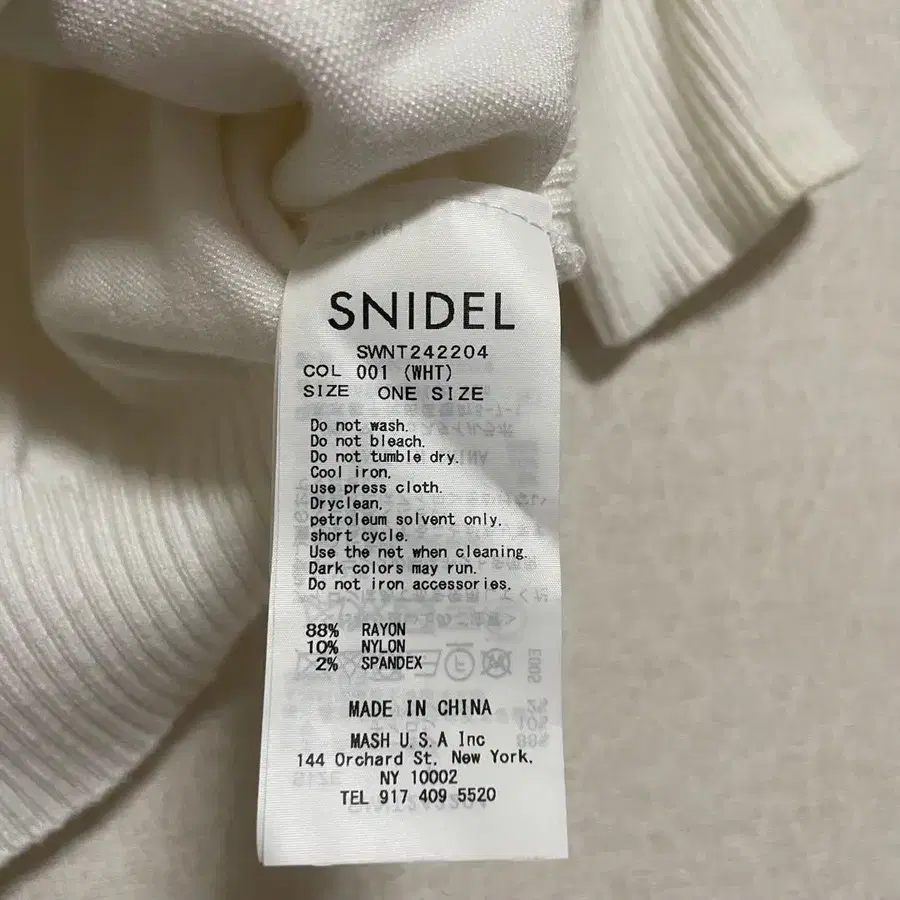 SNIDEL
SWNT242204
COL 001 (WHT)
SIZE ONE SIZE
Do not wash.
Do not bleach.
Do not tumble dry.
Cool iron,
use press cloth.
Dryclean,
petroleum solvent only,
short cycle.
Use the net when cleaning.
Dark colors may run.
Do not iron accessories.
88% RAYON
10% NYLON
2% SPANDEX
MADE IN CHINA
MASH U.S.A Inc
144 Orchard St. New York.
NY 10002
TEL 917 409 5520